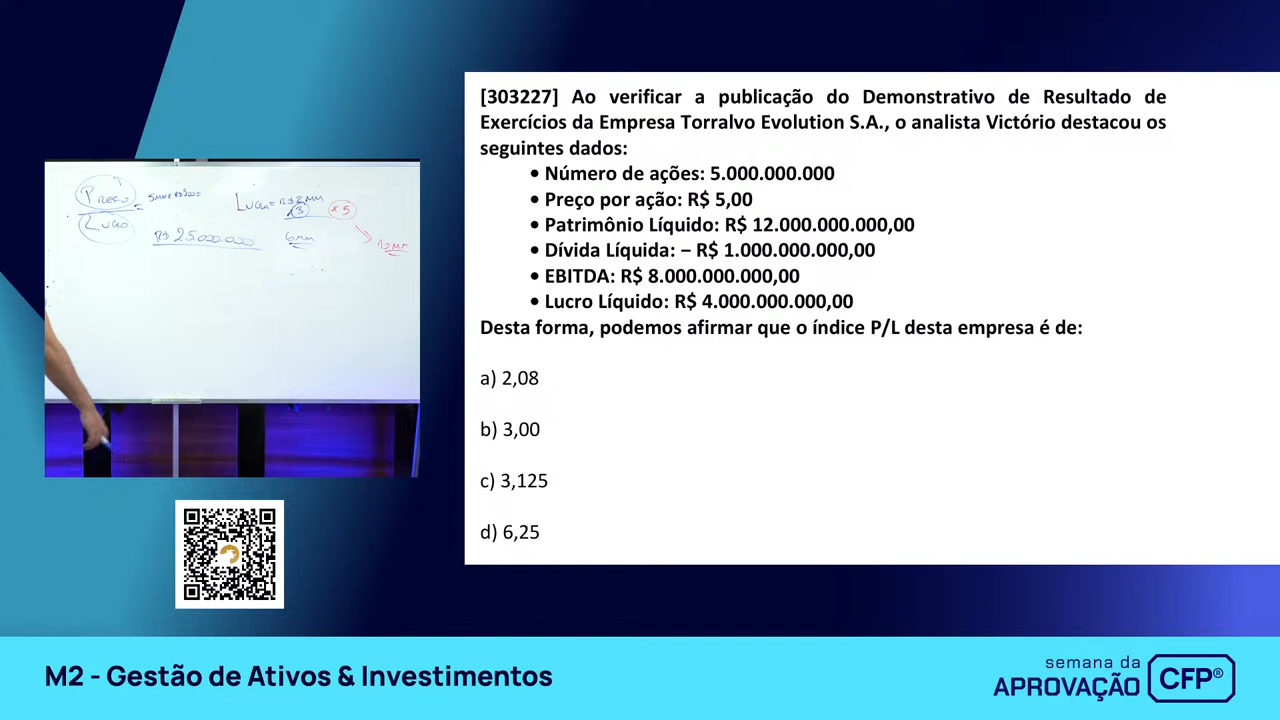 [303227] Ao verificar a publicação do Demonstrativo de Resultado de
Exercícios da Empresa Torralvo Evolution S.A., o analista Victório destacou os
seguintes dados:
• Número de ações: 5.000.000.000
• Preço por ação: R$ 5,00
• Patrimônio Líquido: R$ 12.000.000.000,00
• Dívida Líquida: – R$ 1.000.000.000,00
• EBITDA: R$ 8.000.000.000,00
• Lucro Líquido: R$ 4.000.000.000,00
Desta forma, podemos afirmar que o índice P/L desta empresa é de:
a) 2,08
b) 3,00
c) 3,125
d) 6,25
Preço
Lucro
R$ 25.000.000
x 5
6mm
M2 - Gestão de Ativos & Investimentos
semana da
APROVAÇÃO
CFP®